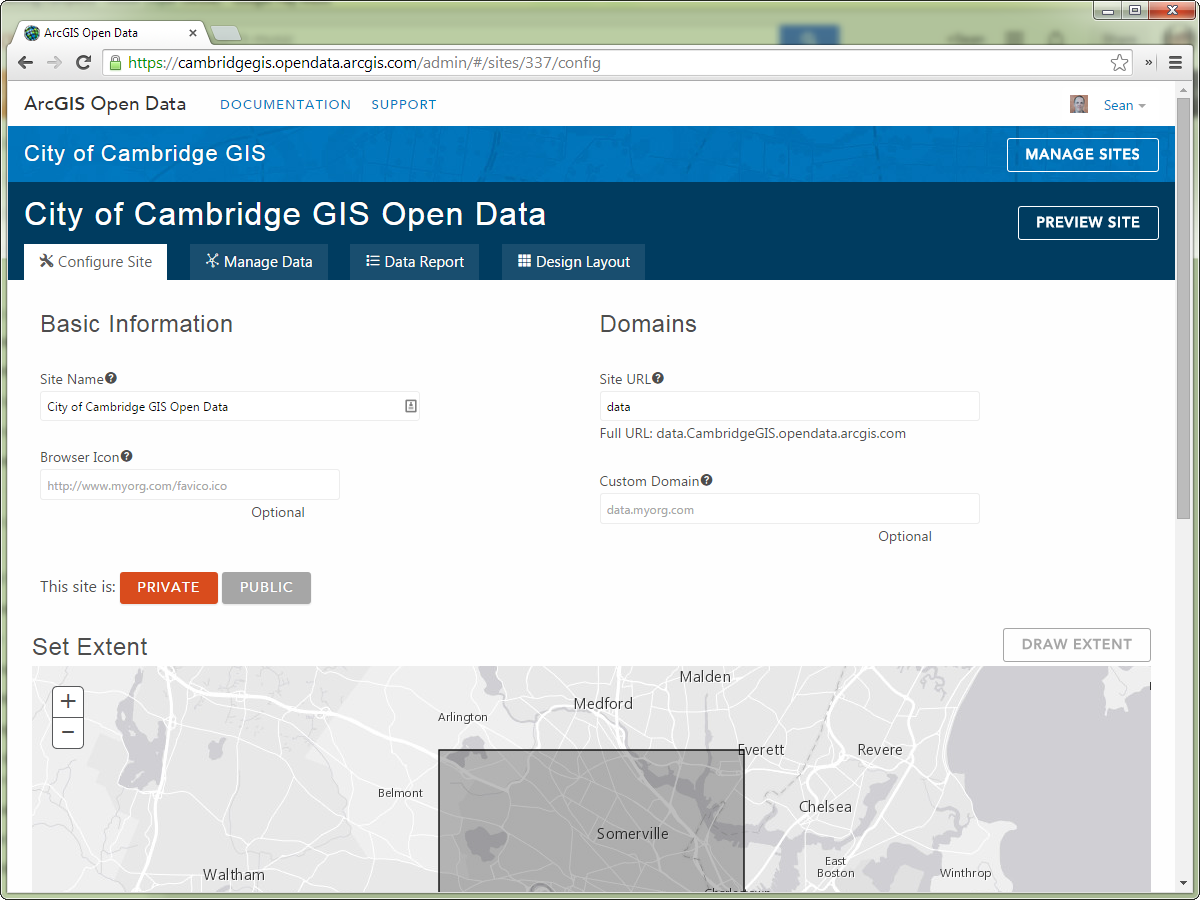 ArcGIS Open Data
https://cambridgegis.opendata.arcgis.com/admin/#/sites/337/config
ArcGIS Open Data DOCUMENTATION SUPPORT Sean
City of Cambridge GIS MANAGE SITES
City of Cambridge GIS Open Data PREVIEW SITE
Configure Site Manage Data Data Report Design Layout
Basic Information
Site Name
City of Cambridge GIS Open Data
Browser Icon
http://www.myorg.com/favico.ico
Optional
Domains
Site URL
data
Full URL: data.CambridgeGIS.opendata.arcgis.com
Custom Domain
data.myorg.com
Optional
This site is: PRIVATE PUBLIC
Set Extent DRAW EXTENT
Malden
Medford
Arlington
Everett
Revere
Belmont
Chelsea
Somerville
East
Boston
Winthrop
Waltham